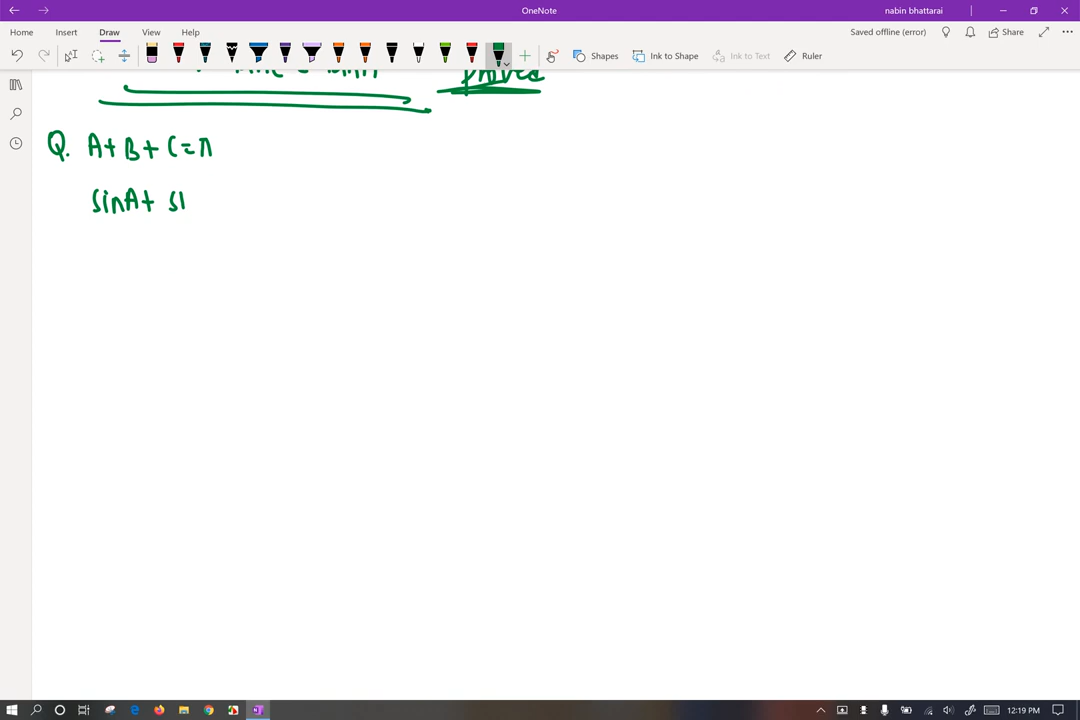 OneNote
nabin bhattarai
Home Insert Draw View Help
Saved offline (error)
Share
Shapes
Ink to Shape
Ink to Text
Ruler
proved
Q. A+B+C=π
sinA+ si
12:19 PM